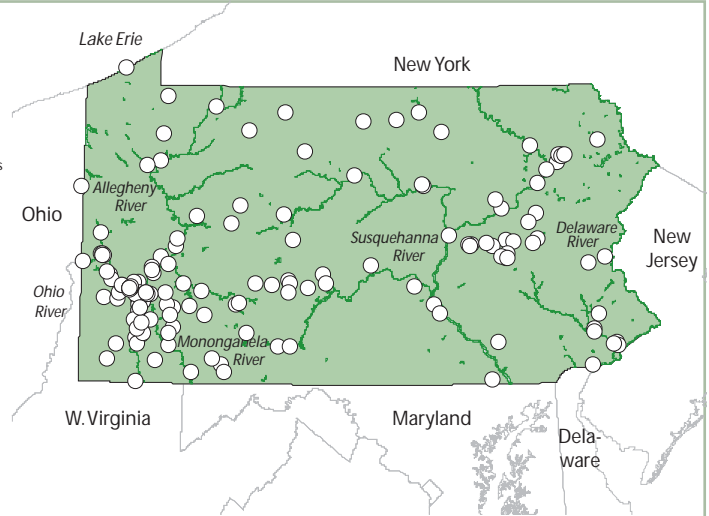 Lake Erie
New York
s
Allegheny
River
Ohio
Susquehanna
River
Delaware
River
New
Jersey
Ohio
River
Mononganela
River
W. Virginia
Maryland
Dela-
ware